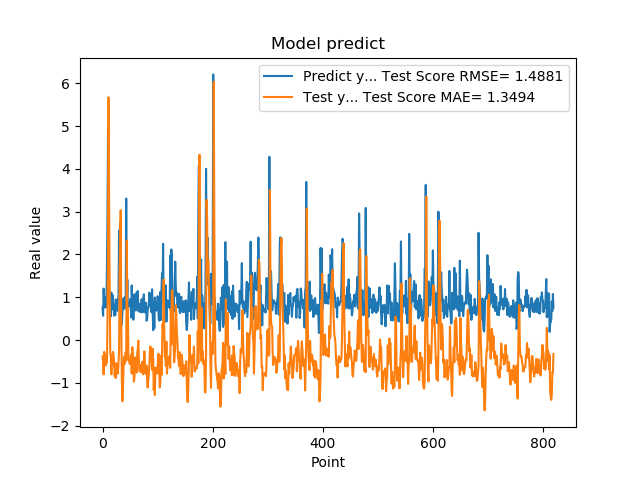 Model predict
Predict y... Test Score RMSE= 1.4881
Test y... Test Score MAE= 1.3494
Real value
6
5
4
3
2
1
0
−1
−2
0 200 400 600 800
Point